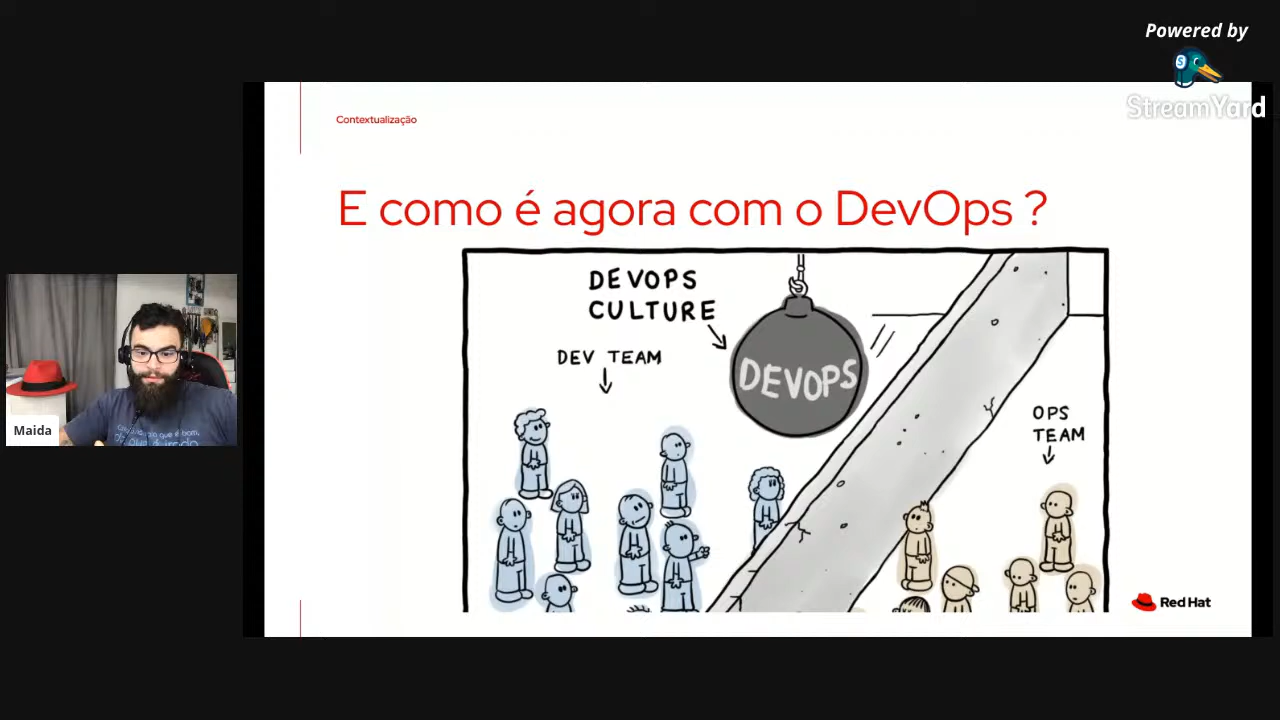 Powered by
StreamYard
Contextualização
E como é agora com o DevOps ?
DEVOPS
CULTURE
DEV TEAM
DEVOPS
OPS
TEAM
Maida
Red Hat